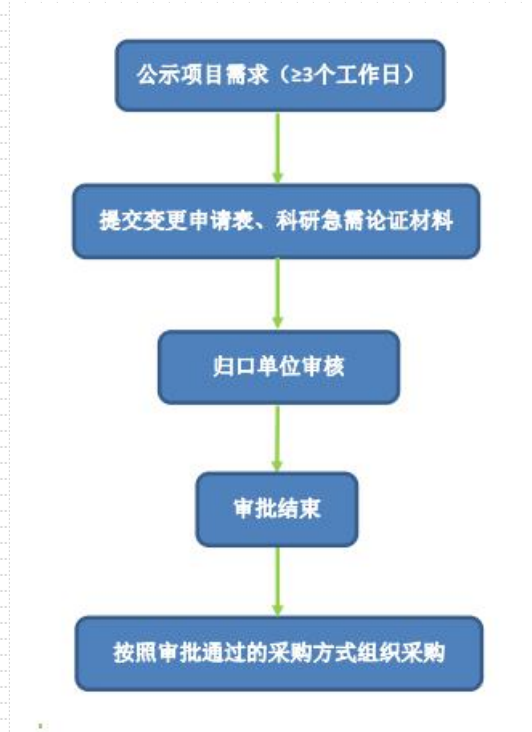 公示项目需求（≥3个工作日）
提交变更申请表、科研急需论证材料
归口单位审核
审批结束
按照审批通过的采购方式组织采购